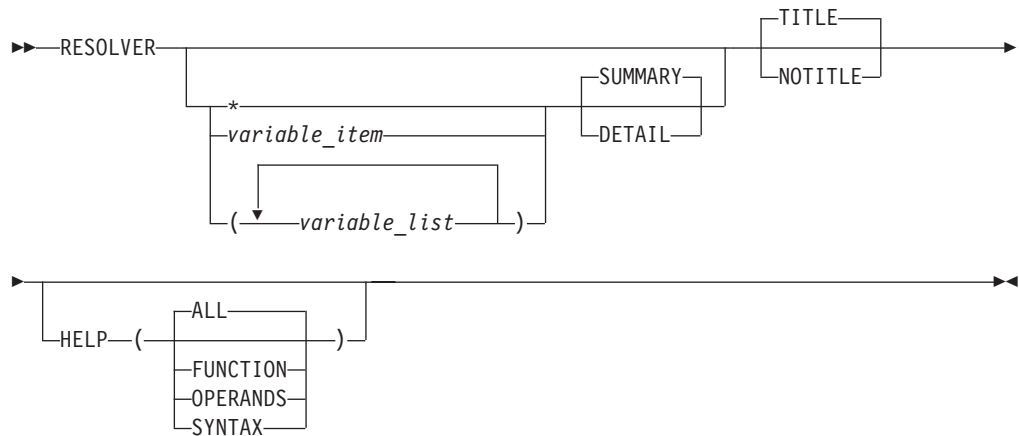 TITLE
RESOLVER
SUMMARY NOTITLE
*
variable_item DETAIL
( variable_list )
ALL
HELP ( )
FUNCTION
OPERANDS
SYNTAX